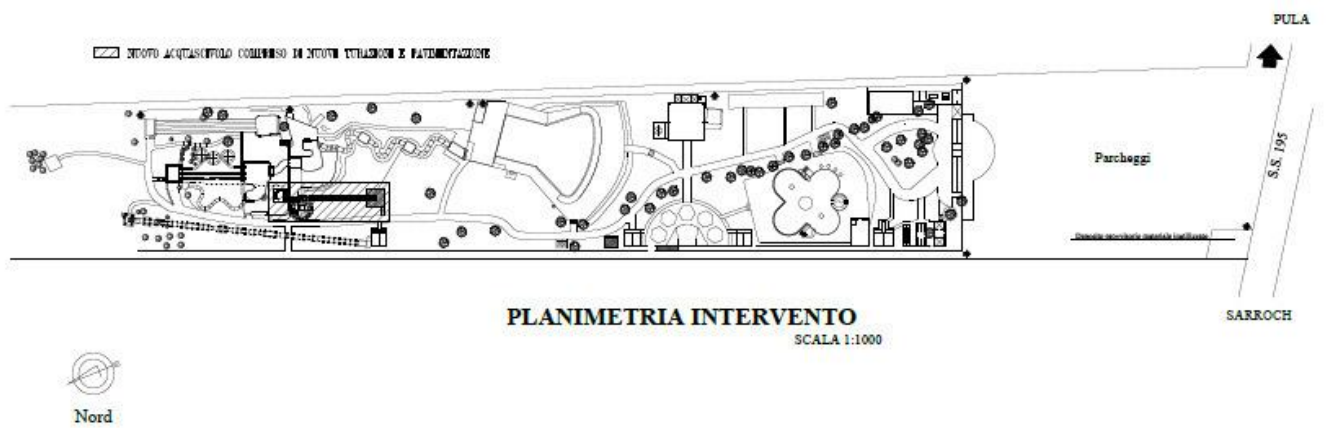 PULA
NUOVO ACQUASCIVOLO COMPRESO DI NUOVE TUBAZIONI E PAVIMENTAZIONE
Parcheggi
S.S. 195
SARROCH
PLANIMETRIA INTERVENTO
SCALA 1:1000
Nord